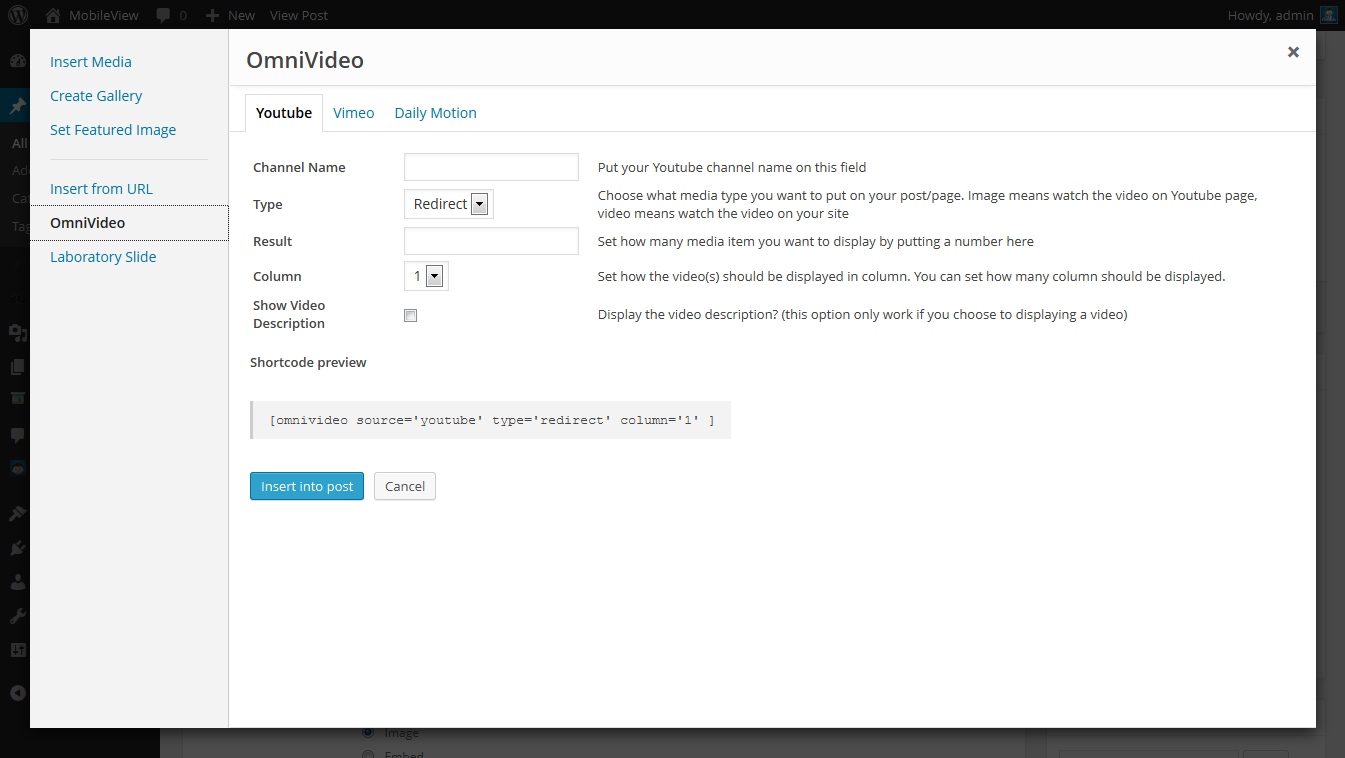 MobileView 0 New View Post Howdy, admin
Insert Media
Create Gallery
Set Featured Image
Insert from URL
OmniVideo
Laboratory Slide
OmniVideo
Youtube Vimeo Daily Motion
Channel Name Put your Youtube channel name on this field
Type Redirect Choose what media type you want to put on your post/page. Image means watch the video on Youtube page,
video means watch the video on your site
Result Set how many media item you want to display by putting a number here
Column 1 Set how the video(s) should be displayed in column. You can set how many column should be displayed.
Show Video
Description Display the video description? (this option only work if you choose to displaying a video)
Shortcode preview
[omnivideo source='youtube' type='redirect' column='1' ]
Insert into post Cancel
All
Image
Embed